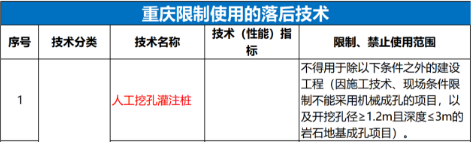 重庆限制使用的落后技术
序号 技术分类 技术名称 技术（性能）指标 限制、禁止使用范围
1 人工挖孔灌注桩
不得用于除以下条件之外的建设
工程（因施工技术、现场条件限
制不能采用机械成孔的项目，以
及开挖孔径≥1.2m且深度≤3m的
岩石地基成孔项目）。